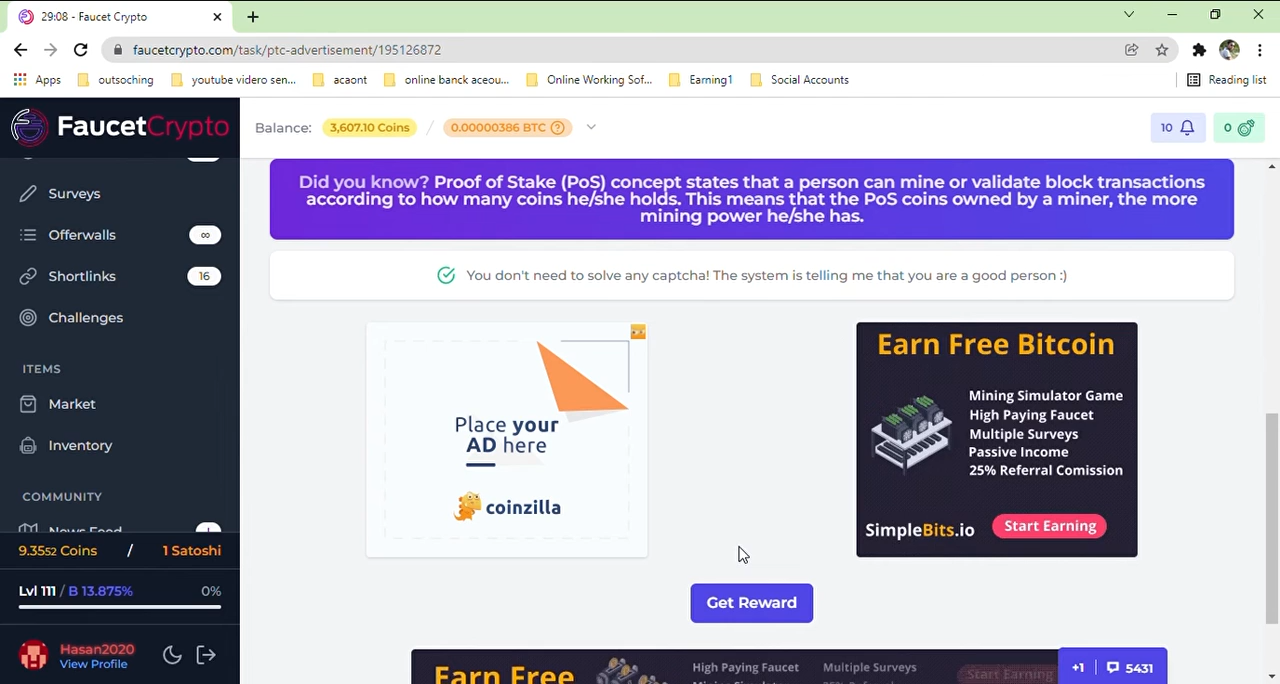 29:08 - Faucet Crypto
faucetcrypto.com/task/ptc-advertisement/195126872
Apps outsoching youtube videro sen... acaont online banck aceou... Online Working Sof... Earning1 Social Accounts Reading list
FaucetCrypto
Balance: 3,607.10 Coins / 0.00000386 BTC
10 0
Surveys
Offerwalls ∞
Shortlinks 16
Challenges
ITEMS
Market
Inventory
COMMUNITY
News Feed
9.3552 Coins / 1 Satoshi
Lvl 111 / B 13.875% 0%
Hasan2020
View Profile
Did you know? Proof of Stake (PoS) concept states that a person can mine or validate block transactions
according to how many coins he/she holds. This means that the PoS coins owned by a miner, the more
mining power he/she has.
You don't need to solve any captcha! The system is telling me that you are a good person :)
Place your
AD here
coinzilla
Earn Free Bitcoin
Mining Simulator Game
High Paying Faucet
Multiple Surveys
Passive Income
25% Referral Comission
SimpleBits.io Start Earning
Get Reward
Earn Free High Paying Faucet Multiple Surveys Start Earning
+1 5431